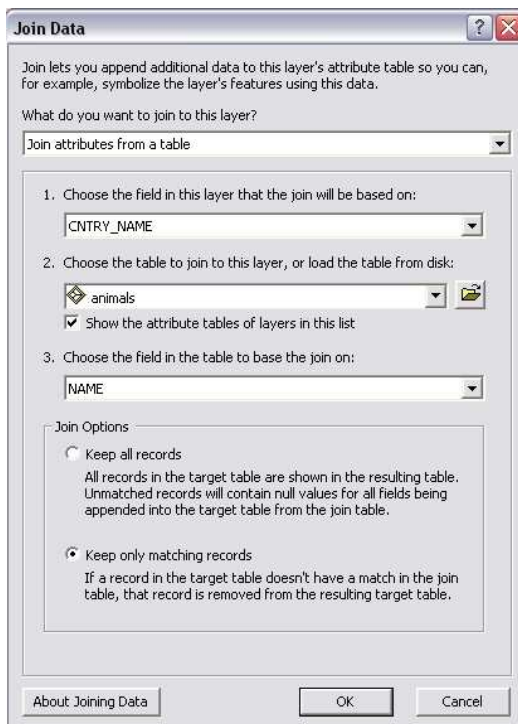 Join Data
Join lets you append additional data to this layer's attribute table so you can,
for example, symbolize the layer's features using this data.
What do you want to join to this layer?
Join attributes from a table
1. Choose the field in this layer that the join will be based on:
CNTRY_NAME
2. Choose the table to join to this layer, or load the table from disk:
animals
Show the attribute tables of layers in this list
3. Choose the field in the table to base the join on:
NAME
Join Options
Keep all records
All records in the target table are shown in the resulting table.
Unmatched records will contain null values for all fields being
appended into the target table from the join table.
Keep only matching records
If a record in the target table doesn't have a match in the join
table, that record is removed from the resulting target table.
About Joining Data
OK
Cancel